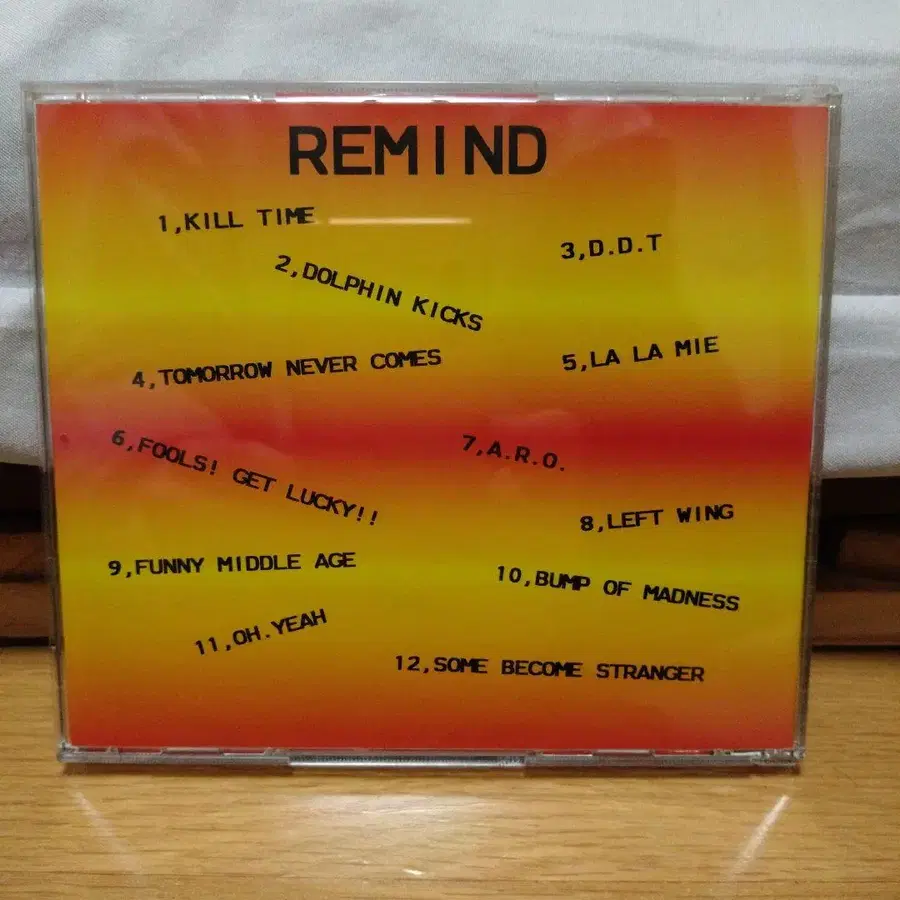 REMIND
1,KILL TIME
2,DOLPHIN KICKS
3,D.D.T
4,TOMORROW NEVER COMES
5,LA LA MIE
6,FOOLS! GET LUCKY!!
7,A.R.O.
8,LEFT WING
9,FUNNY MIDDLE AGE
10,BUMP OF MADNESS
11,OH.YEAH
12,SOME BECOME STRANGER